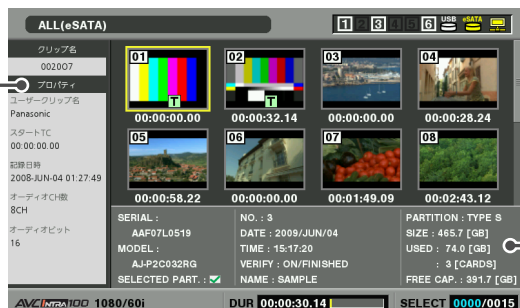 ALL(eSATA)
1 2 3 4 5 6 USB eSATA
クリップ名
0020O7
プロパティ
ユーザークリップ名
Panasonic
スタートTC
00:00:00.00
記録日時
2008-JUN-04 01:27:49
オーディオCH数
8CH
オーディオビット
16
01 02 03 04
T T
00:00:00.00 00:00:32.14 00:00:00.00 00:00:28.24
05 06 07 08
00:00:58.22 00:00:00.00 00:01:49.09 00:02:43.12
SERIAL :
AAF07L0519
MODEL :
AJ-P2C032RG
SELECTED PART. :
NO. : 3
DATE : 2009/JUN/04
TIME : 15:17:20
VERIFY : ON/FINISHED
NAME : SAMPLE
PARTITION : TYPE S
SIZE : 465.7 [GB]
USED : 74.0 [GB]
: 3 [CARDS]
FREE CAP. : 391.7 [GB]
AVC INTRA 100 1080/60i DUR 00:00:30.14 SELECT 0000/0015